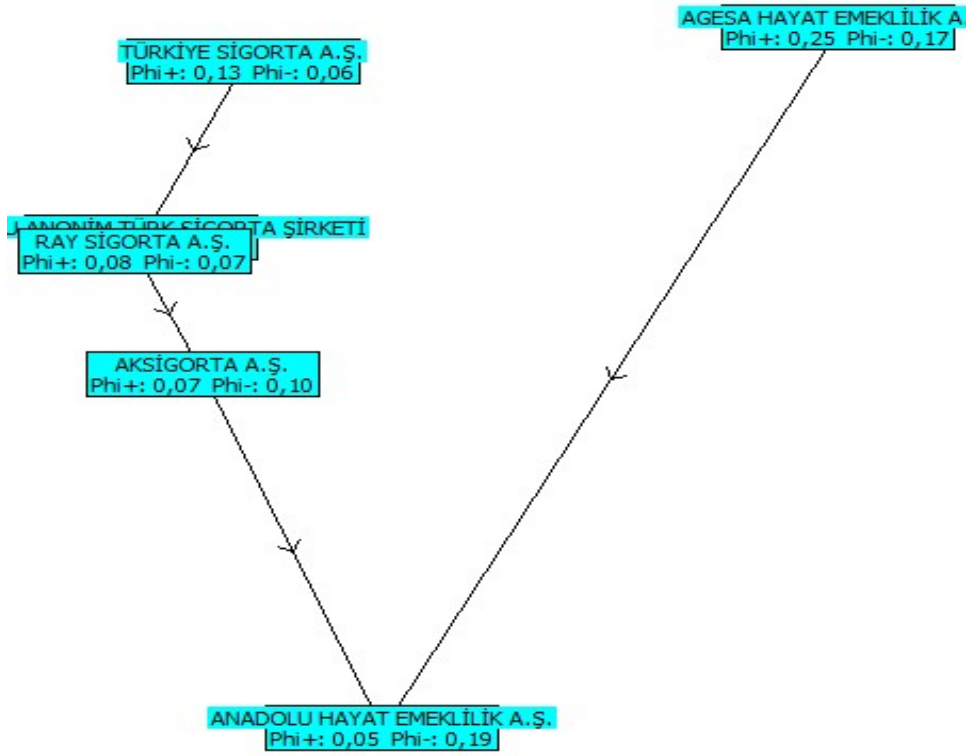 AGESA HAYAT EMEKLİLİK A
Phi+: 0,25 Phi-: 0,17
TÜRKİYE SİGORTA A.Ş.
Phi+: 0,13 Phi-: 0,06
ANONİM TÜRK SİGORTA ŞİRKETİ
RAY SİGORTA A.Ş.
Phi+: 0,08 Phi-: 0,07
AKSİGORTA A.Ş.
Phi+: 0,07 Phi-: 0,10
ANADOLU HAYAT EMEKLİLİK A.Ş.
Phi+: 0,05 Phi-: 0,19